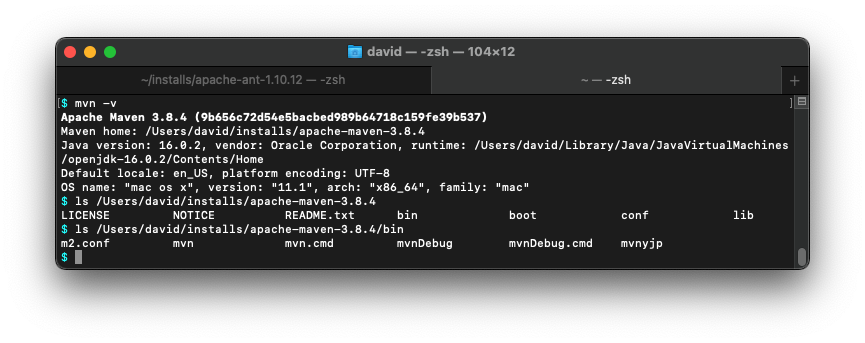 david — -zsh — 104×12
~/installs/apache-ant-1.10.12 — -zsh ~ — -zsh +
[$ mvn -v ]
Apache Maven 3.8.4 (9b656c72d54e5bacbed989b64718c159fe39b537)
Maven home: /Users/david/installs/apache-maven-3.8.4
Java version: 16.0.2, vendor: Oracle Corporation, runtime: /Users/david/Library/Java/JavaVirtualMachines
/openjdk-16.0.2/Contents/Home
Default locale: en_US, platform encoding: UTF-8
OS name: "mac os x", version: "11.1", arch: "x86_64", family: "mac"
$ ls /Users/david/installs/apache-maven-3.8.4
LICENSE NOTICE README.txt bin boot conf lib
$ ls /Users/david/installs/apache-maven-3.8.4/bin
m2.conf mvn mvn.cmd mvnDebug mvnDebug.cmd mvnyjp
$